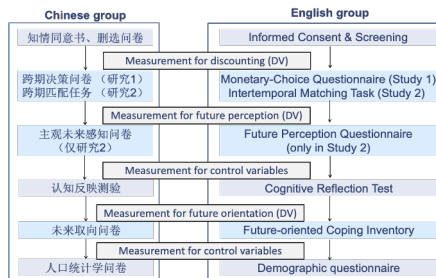 Chinese group
English group
知情同意书、删选问卷
Informed Consent & Screening
Measurement for discounting (DV)
跨期决策问卷 （研究1）
跨期匹配任务 （研究2）
Monetary-Choice Questionnaire (Study 1)
Intertemporal Matching Task (Study 2)
Measurement for future perception (DV)
主观未来感知问卷
（仅研究2）
Future Perception Questionnaire
(only in Study 2)
Measurement for control variables
认知反映测验
Cognitive Reflection Test
Measurement for future orientation (DV)
未来取向问卷
Future-oriented Coping Inventory
Measurement for control variables
人口统计学问卷
Demographic questionnaire